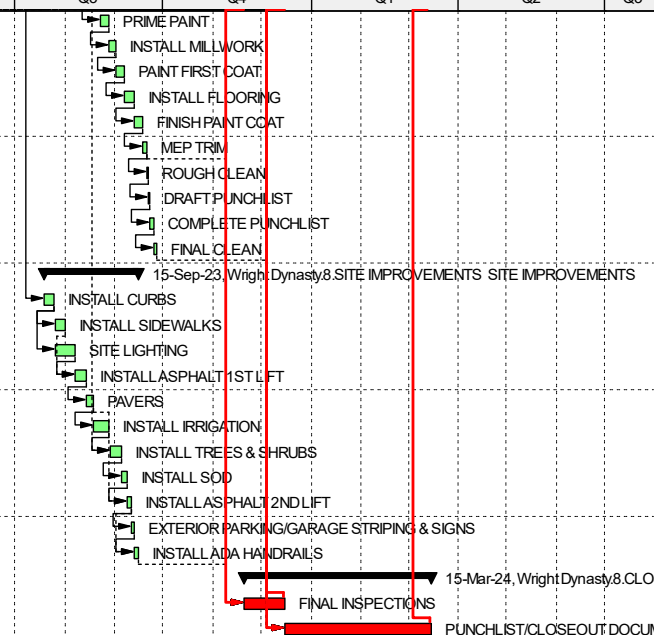 Q3 Q4 Q1 Q2 Q3
PRIME PAINT
INSTALL MILLWORK
PAINT FIRST COAT
INSTALL FLOORING
FINISH PAINT COAT
MEP TRIM
ROUGH CLEAN
DRAFT PUNCHLIST
COMPLETE PUNCHLIST
FINAL CLEAN
15-Sep-23, Wright Dynasty.8.SITE IMPROVEMENTS SITE IMPROVEMENTS
INSTALL CURBS
INSTALL SIDEWALKS
SITE LIGHTING
INSTALL ASPHALT 1ST LIFT
PAVERS
INSTALL IRRIGATION
INSTALL TREES & SHRUBS
INSTALL SOD
INSTALL ASPHALT 2ND LIFT
EXTERIOR PARKING/GARAGE STRIPING & SIGNS
INSTALL ADA HANDRAILS
15-Mar-24, Wright Dynasty.8.CLO
FINAL INSPECTIONS
PUNCHLIST/CLOSEOUT DOCUM